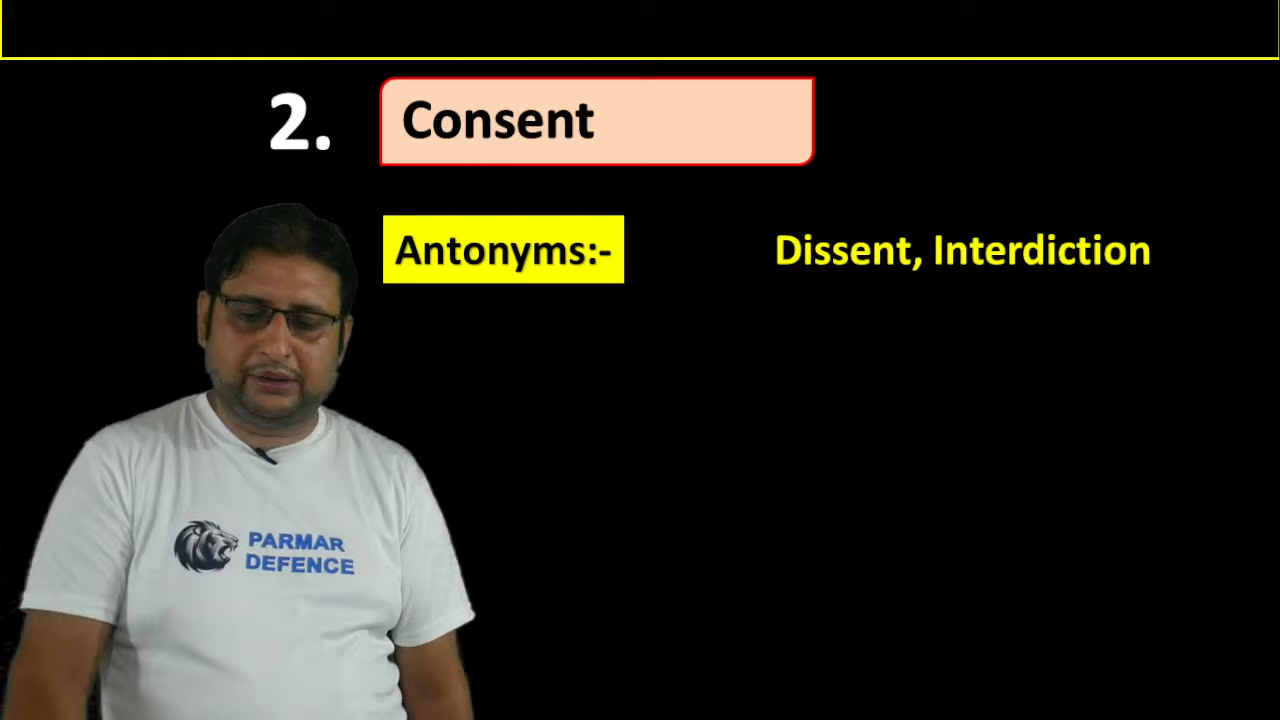 2. Consent
Antonyms:- Dissent, Interdiction
PARMAR
DEFENCE